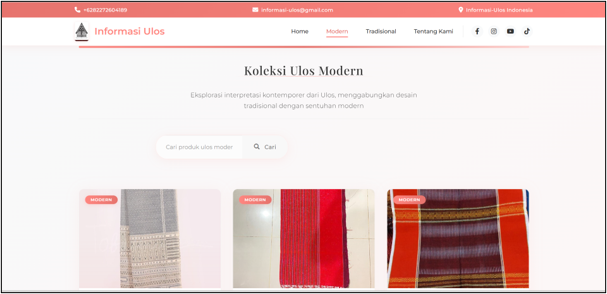 +6282272604189
informasi-ulos@gmail.com
Informasi-Ulos Indonesia
Informasi Ulos
Home
Modern
Tradisional
Tentang Kami
Koleksi Ulos Modern
Eksplorasi interpretasi kontemporer dari Ulos, menggabungkan desain
tradisional dengan sentuhan modern
Cari produk ulos moder
Cari
MODERN
MODERN
MODERN